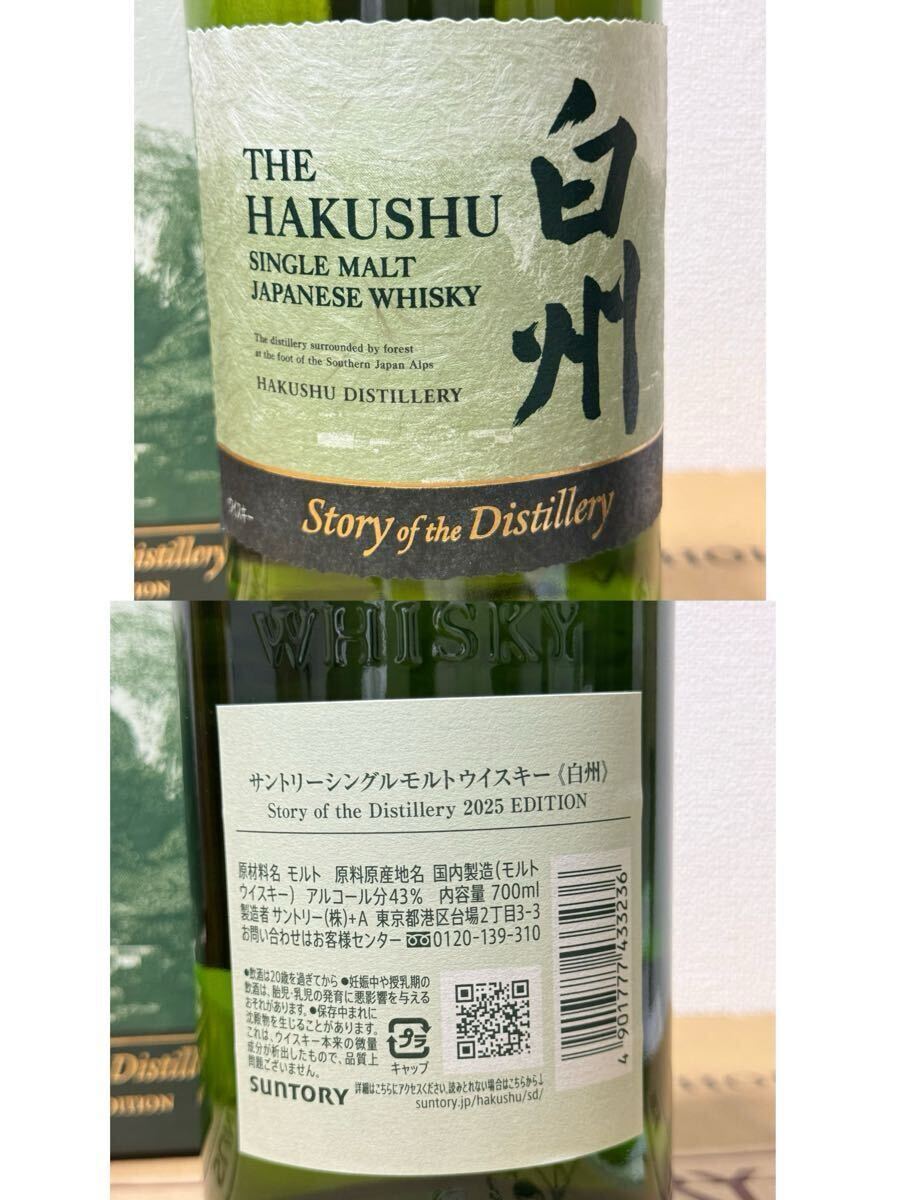 THE
HAKUSHU
SINGLE MALT
JAPANESE WHISKY
The distillery surrounded by forest
at the foot of the Southern Japan Alps
HAKUSHU DISTILLERY
白州
Story of the Distillery
istillery
WHISKY
サントリーシングルモルトウイスキー《白州》
Story of the Distillery 2025 EDITION
原材料名 モルト 原料原産地名 国内製造(モルト
ウイスキー) アルコール分43% 内容量 700ml
製造者 サントリー(株)+A 東京都港区台場2丁目3-3
お問い合わせはお客様センター 0120-139-310
●飲酒は20歳を過ぎてから ●妊娠中や授乳期の
飲酒は、胎児・乳児の発育に悪影響を与える
おそれがあります。●保存中まれに
沈殿物を生じることがあります。
これは、ウイスキー本来の微量
成分が析出したもので、品質上
問題ございません。
プラ
キャップ
4 901777 433236
SUNTORY
詳細はこちらにアクセスください。読みとれない場合はこちらから↓
suntory.jp/hakushu/sd/
Distillery
EDITION